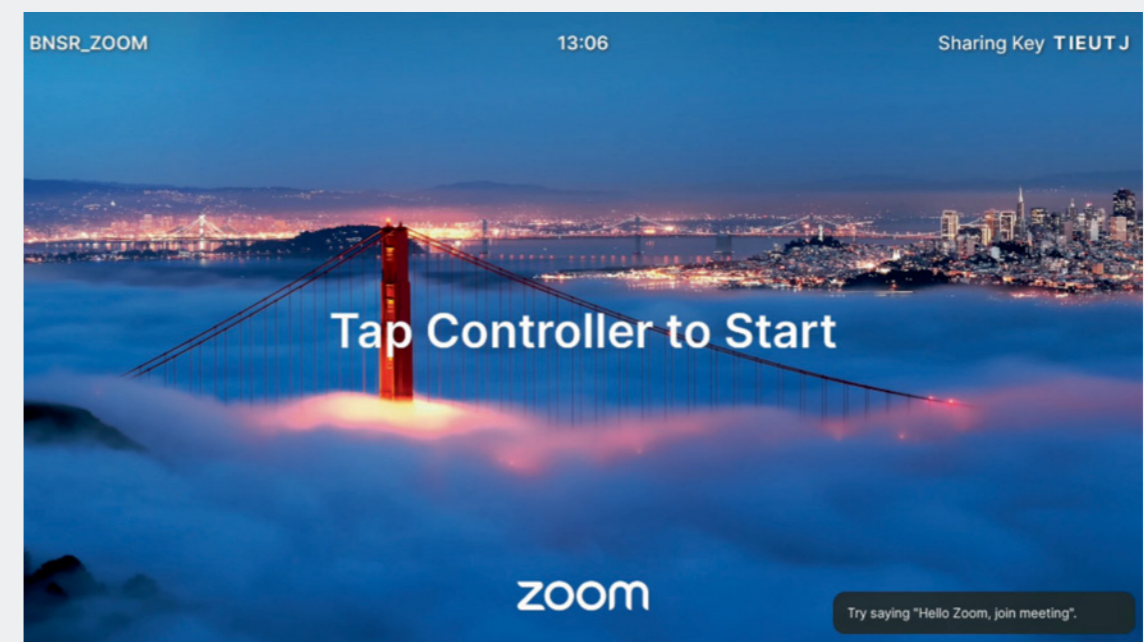 BNSR_ZOOM
13:06
Sharing Key TIEUTJ
Tap Controller to Start
zoom
Try saying "Hello Zoom, join meeting".